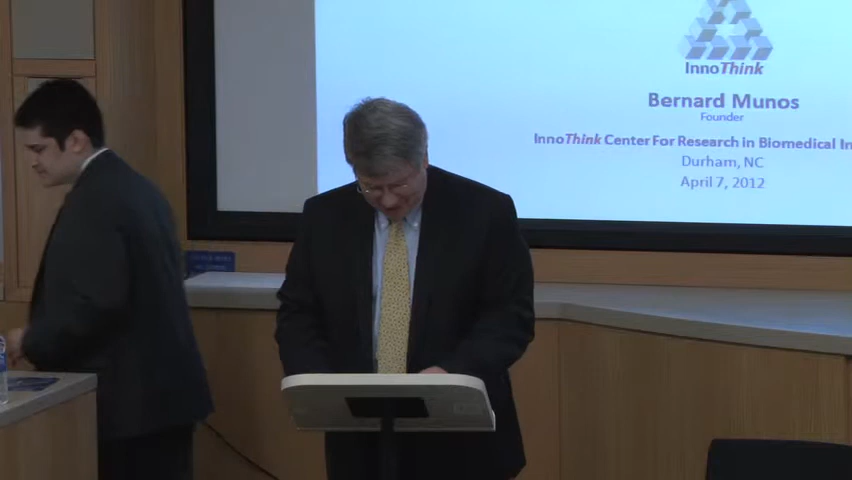 InnoThink
Bernard Munos
Founder
InnoThink Center For Research in Biomedical In
Durham, NC
April 7, 2012